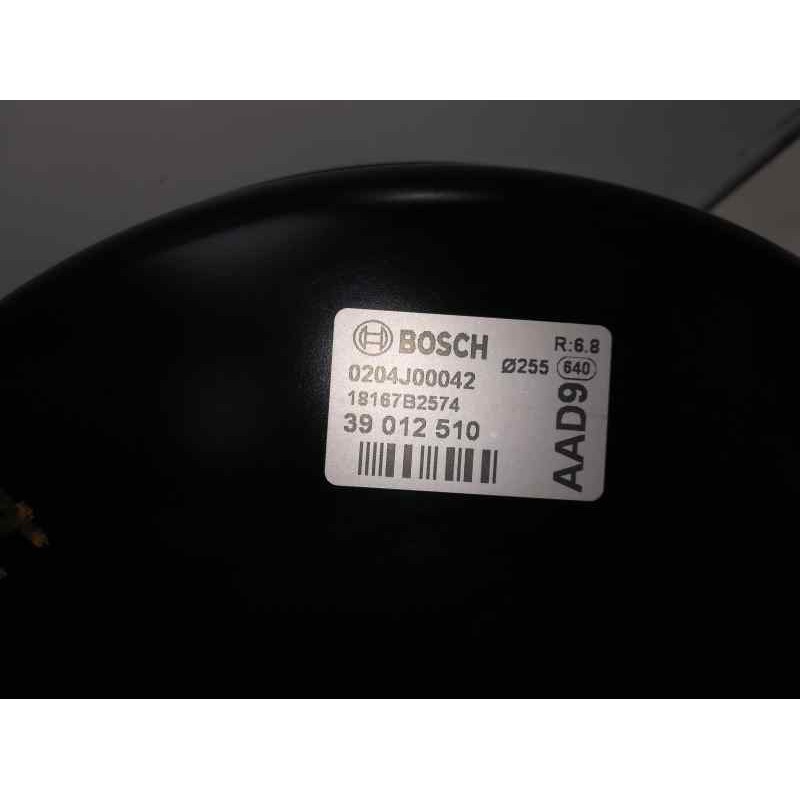 BOSCH
R:6.8
0204J00042
Ø255 640
18167B2574
39 012 510
AAD9